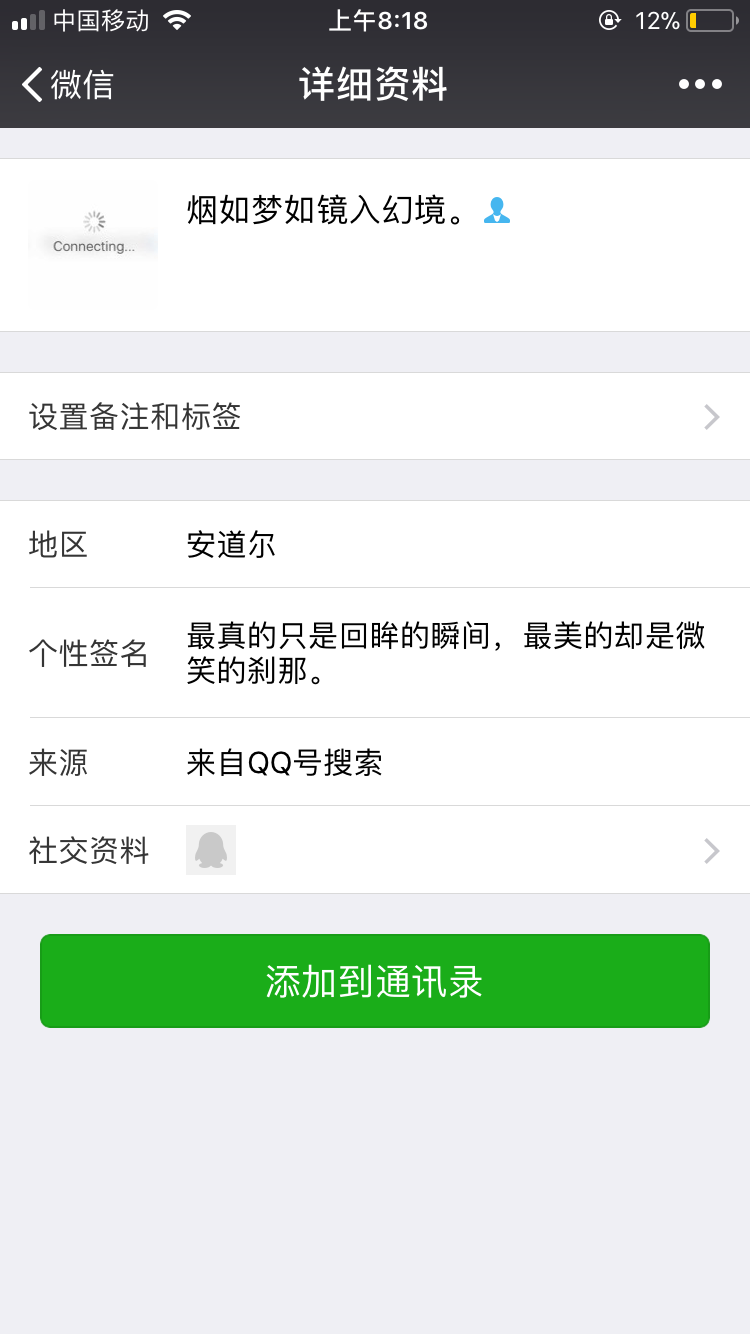 中国移动 上午8:18 12%
微信 详细资料
烟如梦如镜入幻境。
Connecting...
设置备注和标签
地区 安道尔
个性签名 最真的只是回眸的瞬间，最美的却是微
笑的刹那。
来源 来自QQ号搜索
社交资料
添加到通讯录